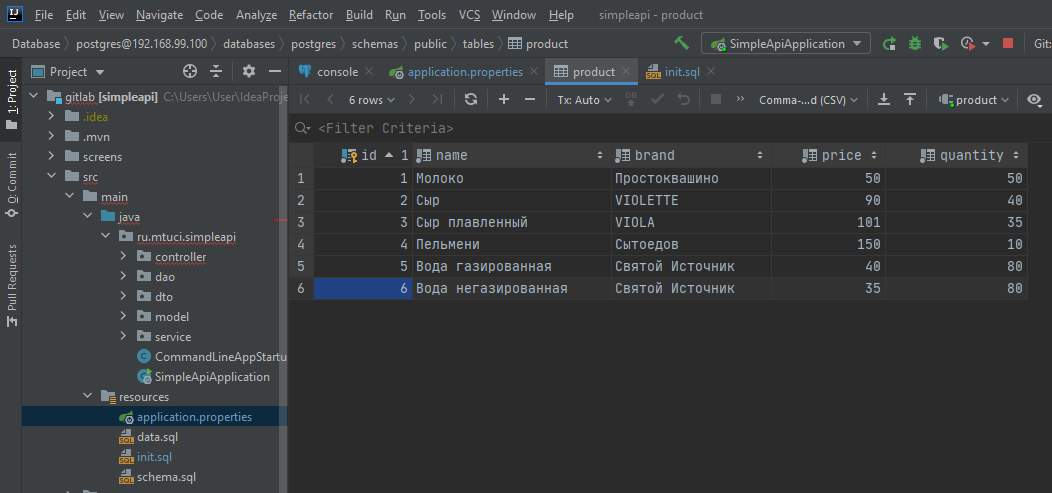 IJ File Edit View Navigate Code Analyze Refactor Build Run Tools VCS Window Help simpleapi - product
Database postgres@192.168.99.100 databases postgres schemas public tables product SimpleApiApplication Git:
1: Project
0: Commit
Pull Requests
Project
gitlab [simpleapi] C:\Users\User\IdeaProje
.idea
.mvn
screens
src
main
java
ru.mtuci.simpleapi
controller
dao
dto
model
service
CommandLineAppStartu
SimpleApiApplication
resources
application.properties
data.sql
init.sql
schema.sql
console application.properties product init.sql
6 rows Tx: Auto DB Comma-...d (CSV) product
<Filter Criteria>
id 1 name brand price quantity
1 1 Молоко Простоквашино 50 50
2 2 Сыр VIOLETTE 90 40
3 3 Сыр плавленный VIOLA 101 35
4 4 Пельмени Сытоедов 150 10
5 5 Вода газированная Святой Источник 40 80
6 6 Вода негазированная Святой Источник 35 80